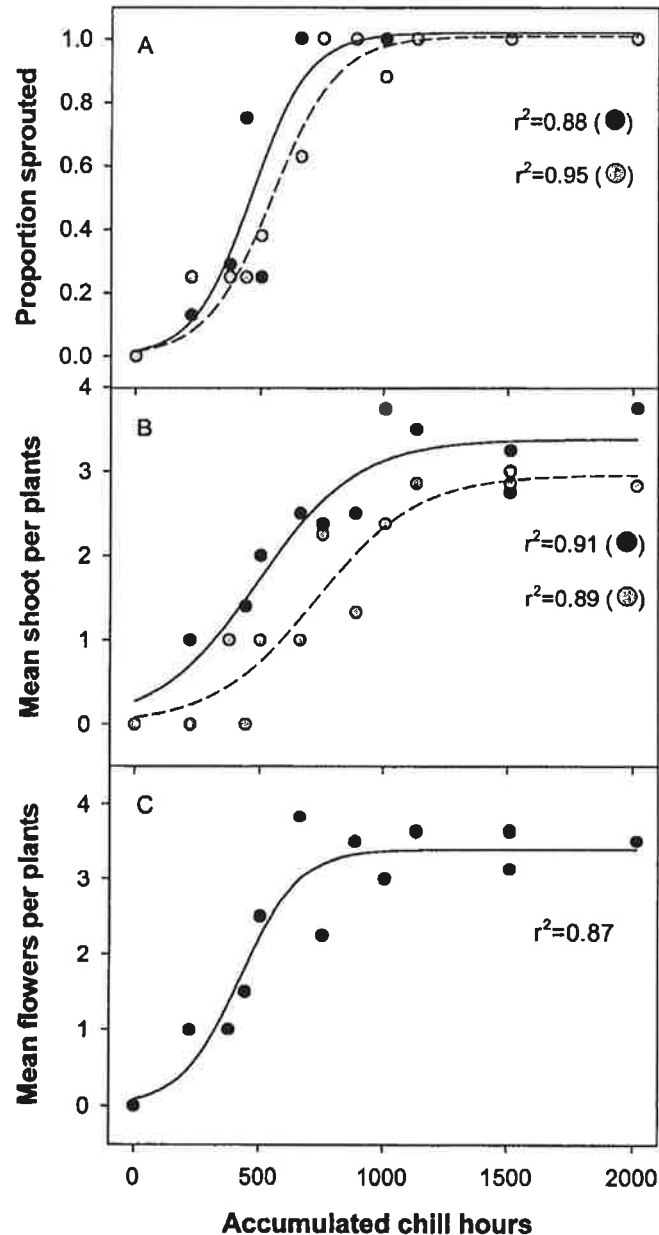 A
1.0
0.8
0.6
0.4
0.2
0.0
Proportion sprouted
r²=0.88 ( )
r²=0.95 ( )
B
4
3
2
1
0
Mean shoot per plants
r²=0.91 ( )
r²=0.89 ( )
C
4
3
2
1
0
Mean flowers per plants
r²=0.87
0 500 1000 1500 2000
Accumulated chill hours